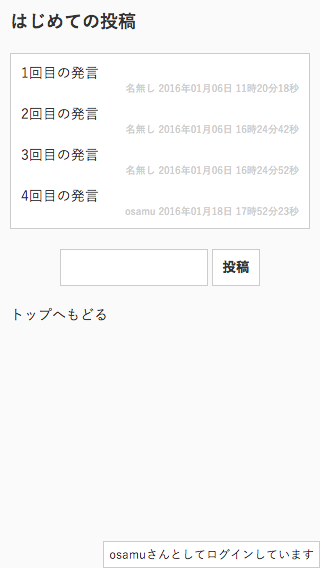 はじめての投稿
1回目の発言
名無し 2016年01月06日 11時20分18秒
2回目の発言
名無し 2016年01月06日 16時24分42秒
3回目の発言
名無し 2016年01月06日 16時24分52秒
4回目の発言
osamu 2016年01月18日 17時52分23秒
投稿
トップへもどる
osamuさんとしてログインしています